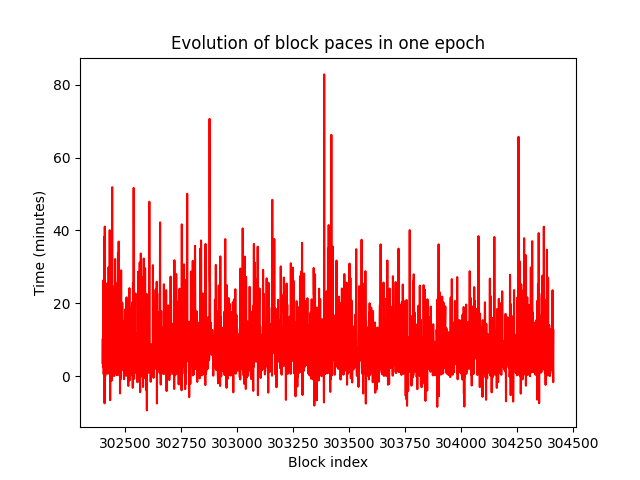 Evolution of block paces in one epoch
Time (minutes)
80
60
40
20
0
302500 302750 303000 303250 303500 303750 304000 304250 304500
Block index